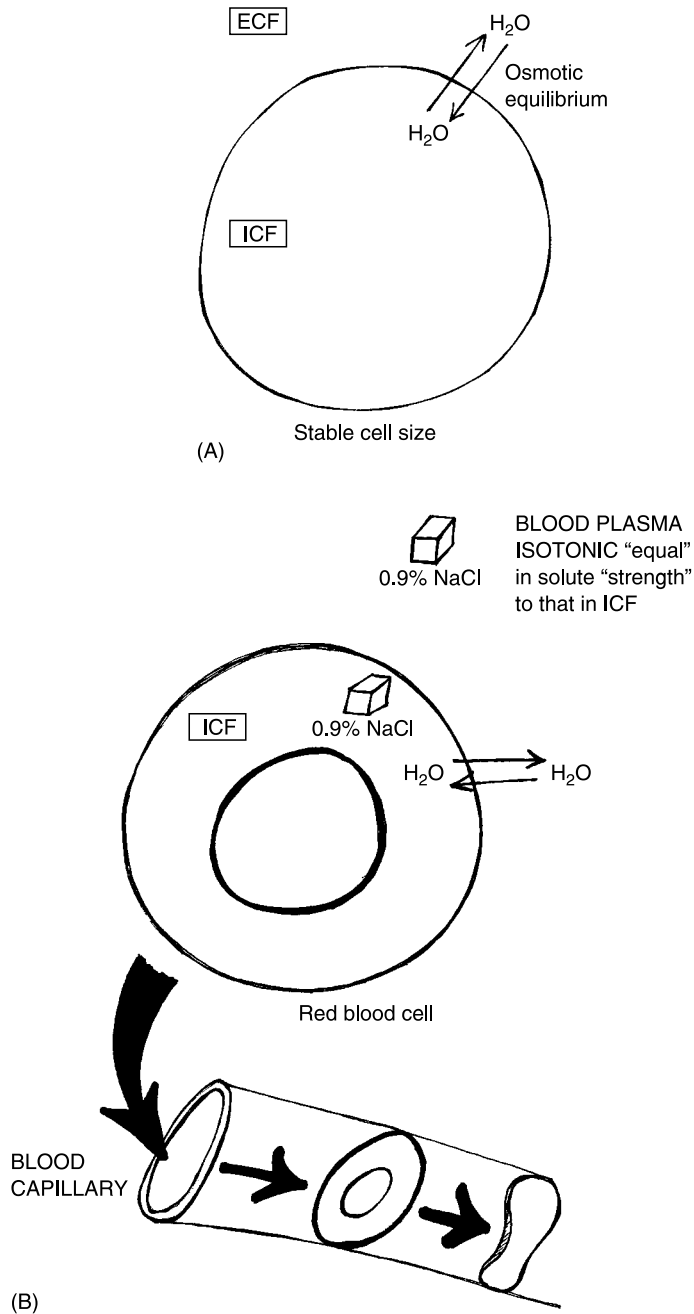 ECF
H₂O
Osmotic
equilibrium
H₂O
ICF
Stable cell size
(A)
BLOOD PLASMA
ISOTONIC “equal”
in solute “strength”
to that in ICF
0.9% NaCl
ICF
0.9% NaCl
H₂O
H₂O
Red blood cell
BLOOD
CAPILLARY
(B)